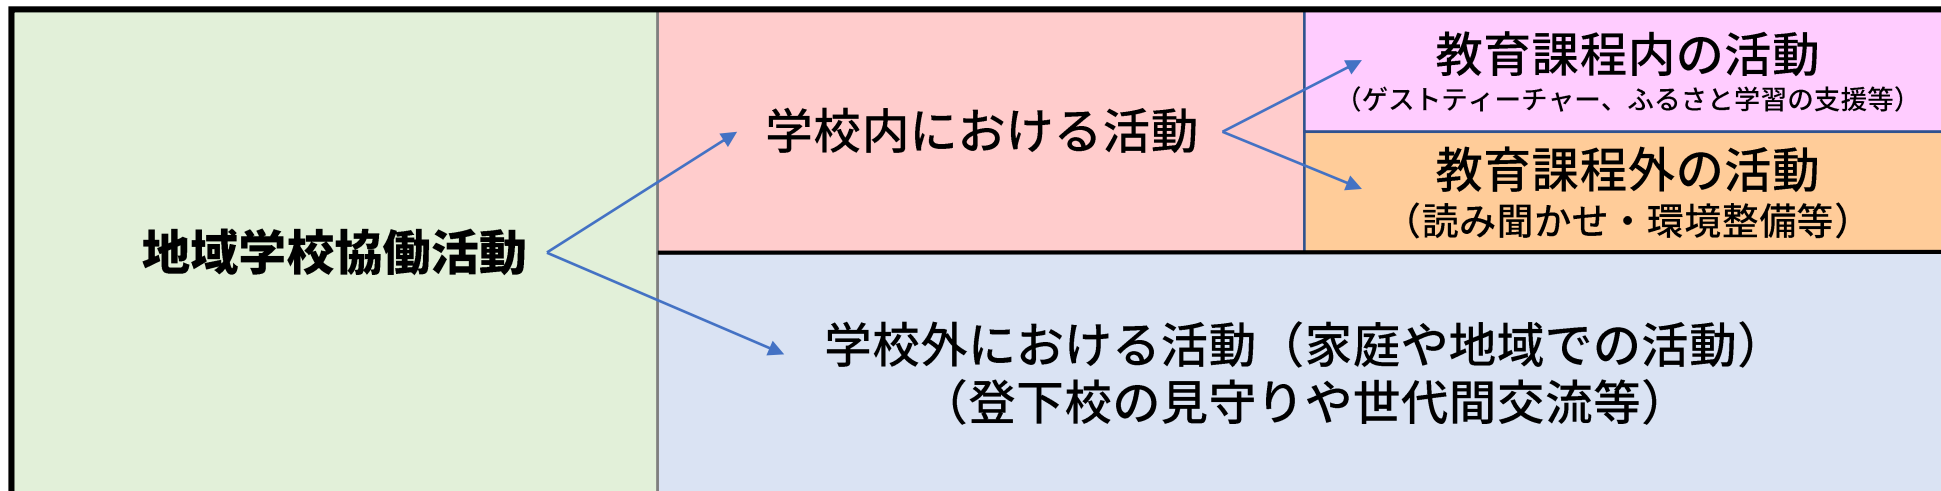 地域学校協働活動
学校内における活動
教育課程内の活動
（ゲストティーチャー、ふるさと学習の支援等）
教育課程外の活動
（読み聞かせ・環境整備等）
学校外における活動（家庭や地域での活動）
（登下校の見守りや世代間交流等）